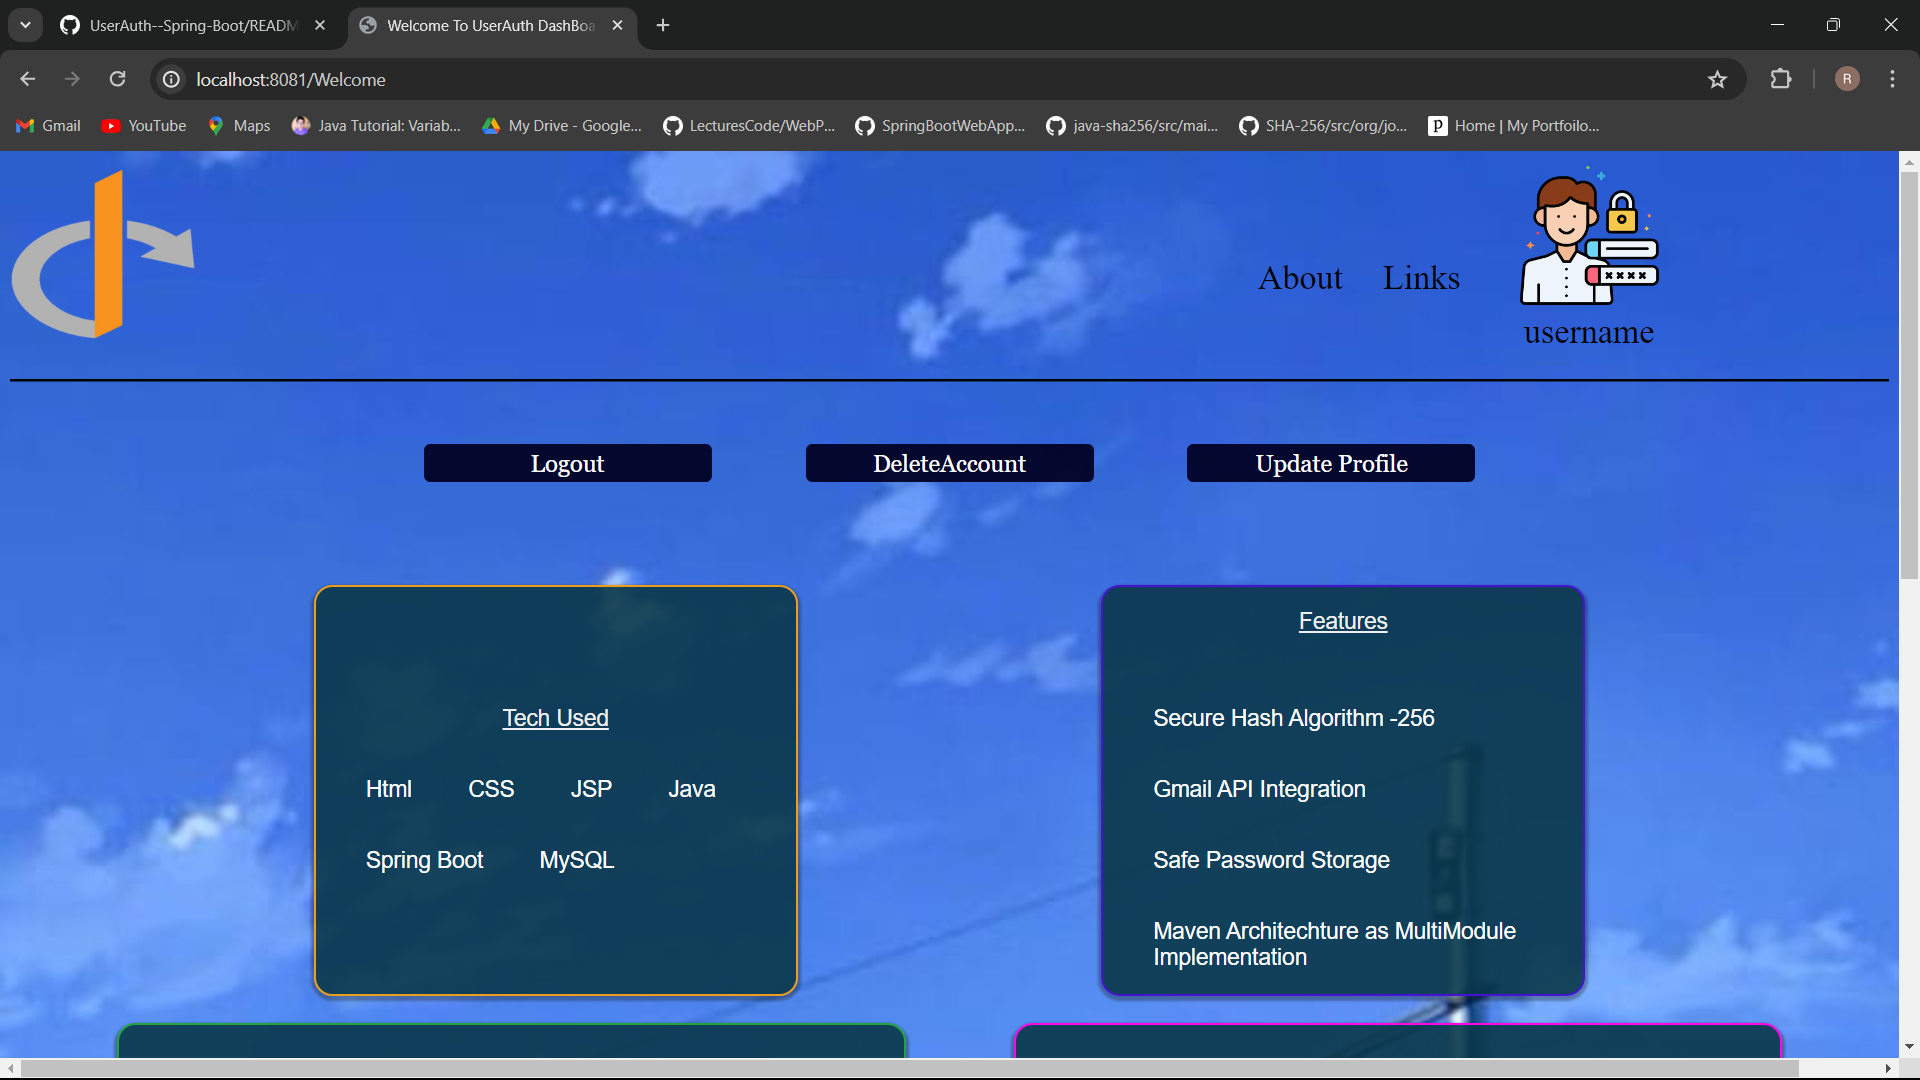 UserAuth--Spring-Boot/READM
Welcome To UserAuth DashBoa
localhost:8081/Welcome
R
Gmail
YouTube
Maps
Java Tutorial: Variab...
My Drive - Google...
LecturesCode/WebP...
SpringBootWebApp...
java-sha256/src/mai...
SHA-256/src/org/jo...
P
Home | My Portfoilo...
About
Links
username
Logout
DeleteAccount
Update Profile
Tech Used
Html CSS JSP Java
Spring Boot MySQL
Features
Secure Hash Algorithm -256
Gmail API Integration
Safe Password Storage
Maven Architechture as MultiModule
Implementation